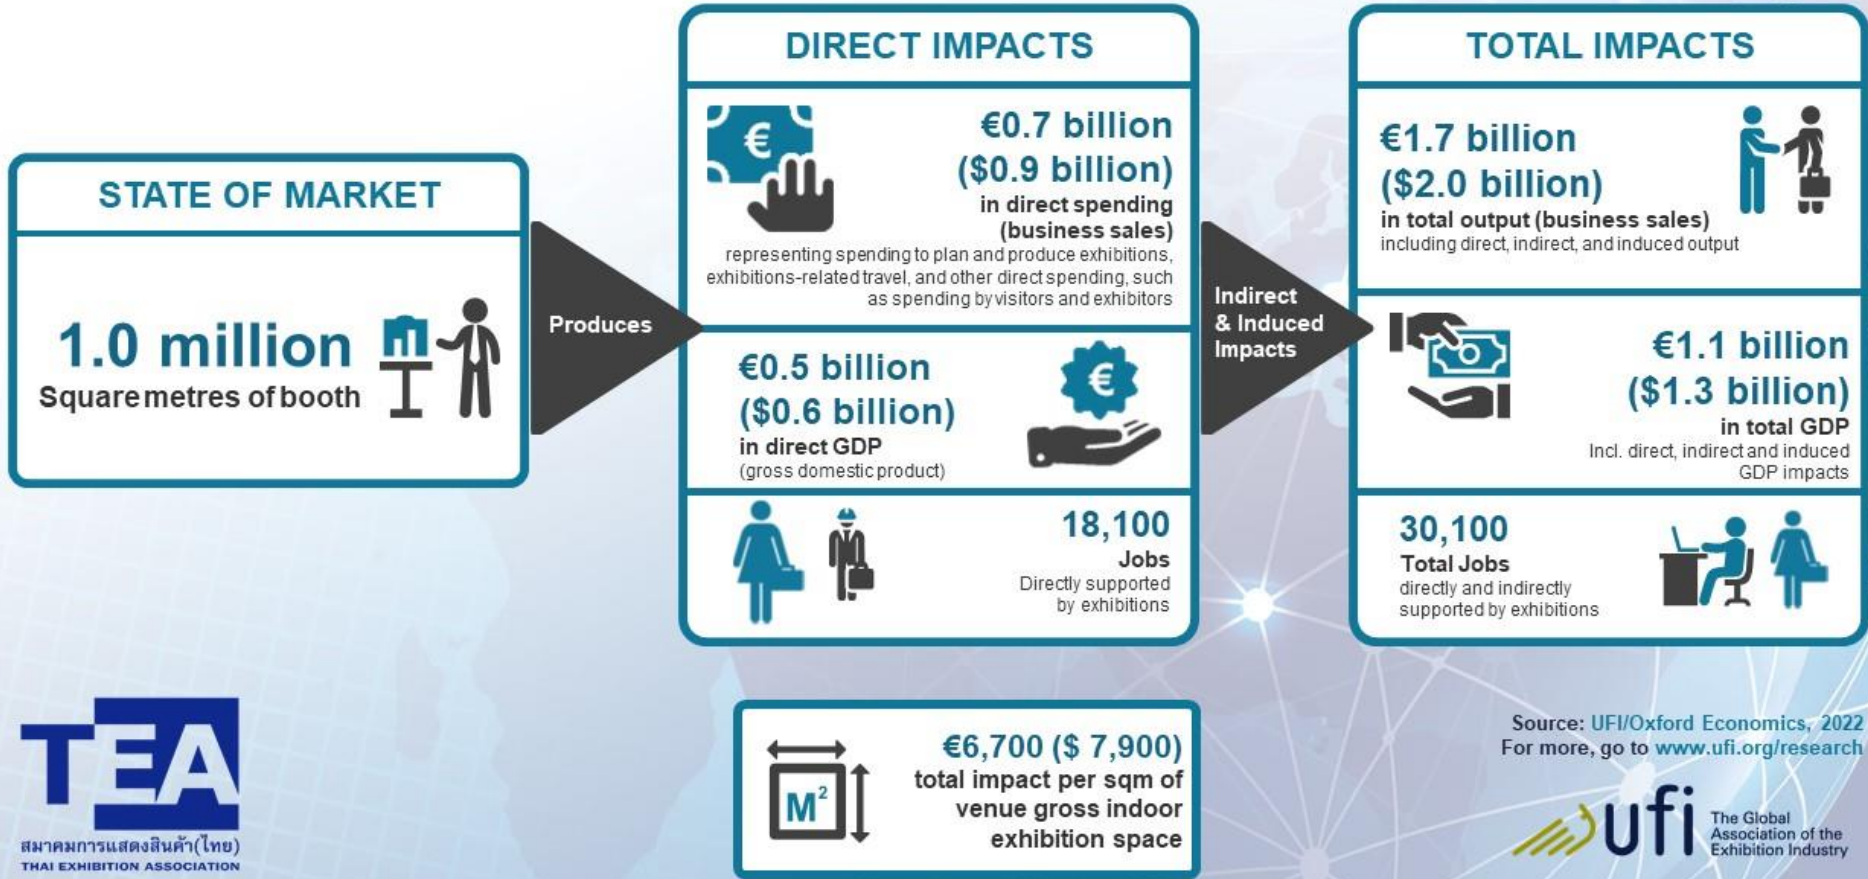 STATE OF MARKET
1.0 million
Square metres of booth
Produces
DIRECT IMPACTS
€
€0.7 billion
($0.9 billion)
in direct spending
(business sales)
representing spending to plan and produce exhibitions,
exhibitions-related travel, and other direct spending, such
as spending by visitors and exhibitors
€0.5 billion
($0.6 billion)
in direct GDP
(gross domestic product)
€
18,100
Jobs
Directly supported
by exhibitions
Indirect
& Induced
Impacts
TOTAL IMPACTS
€1.7 billion
($2.0 billion)
in total output (business sales)
including direct, indirect, and induced output
€1.1 billion
($1.3 billion)
in total GDP
Incl. direct, indirect and induced
GDP impacts
30,100
Total Jobs
directly and indirectly
supported by exhibitions
TEA
สมาคมการแสดงสินค้า(ไทย)
THAI EXHIBITION ASSOCIATION
M²
€6,700 ($ 7,900)
total impact per sqm of
venue gross indoor
exhibition space
Source: UFI/Oxford Economics, 2022
For more, go to www.ufi.org/research
ufi
The Global
Association of the
Exhibition Industry